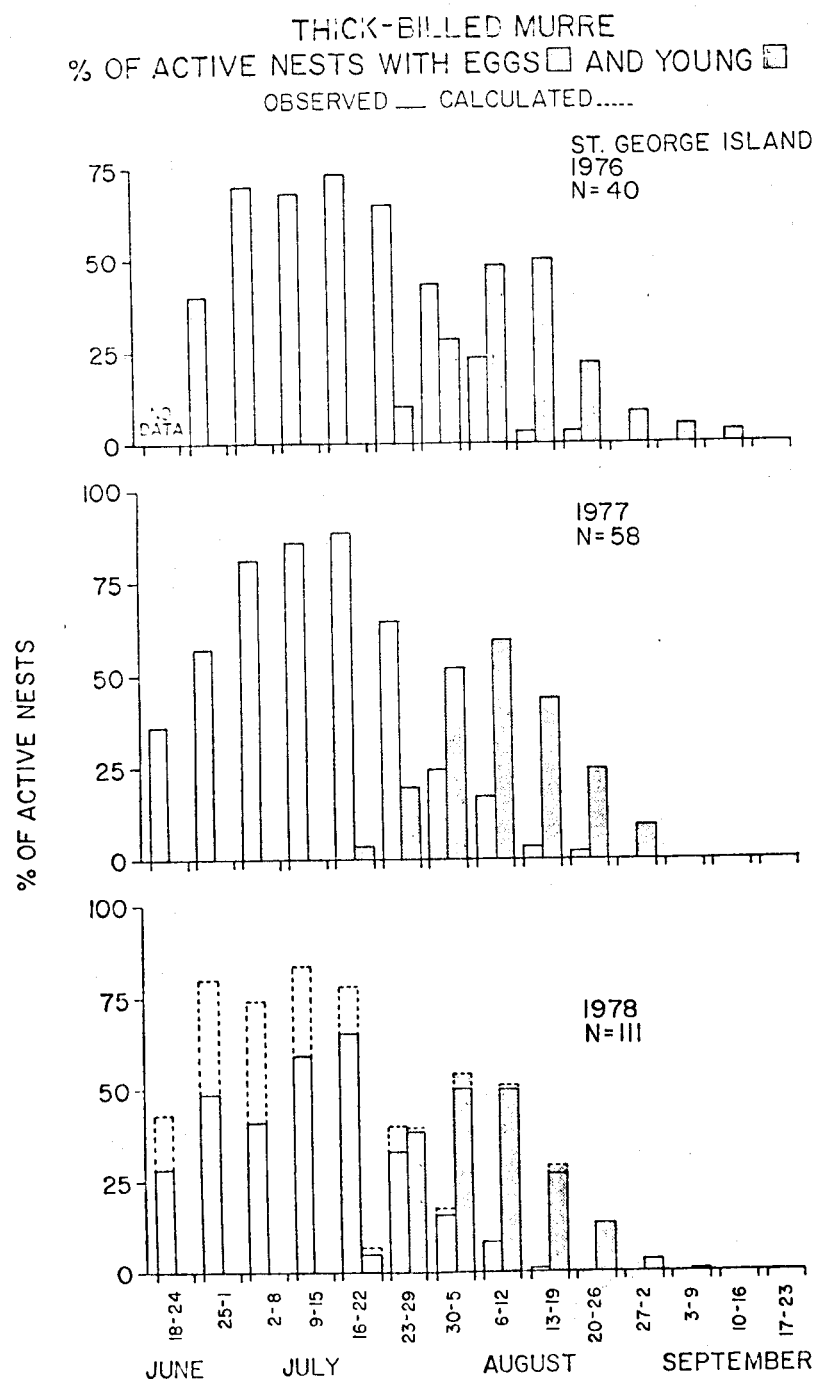 THICK-BILLED MURRE
% OF ACTIVE NESTS WITH EGGS □ AND YOUNG □
OBSERVED __ CALCULATED.....
ST. GEORGE ISLAND
1976
N=40
75
50
25
0
NO
DATA
100
75
50
25
0
1977
N=58
% OF ACTIVE NESTS
100
75
50
25
0
1978
N=111
18-24 25-1 2-8 9-15 16-22 23-29 30-5 6-12 13-19 20-26 27-2 3-9 10-16 17-23
JUNE JULY AUGUST SEPTEMBER